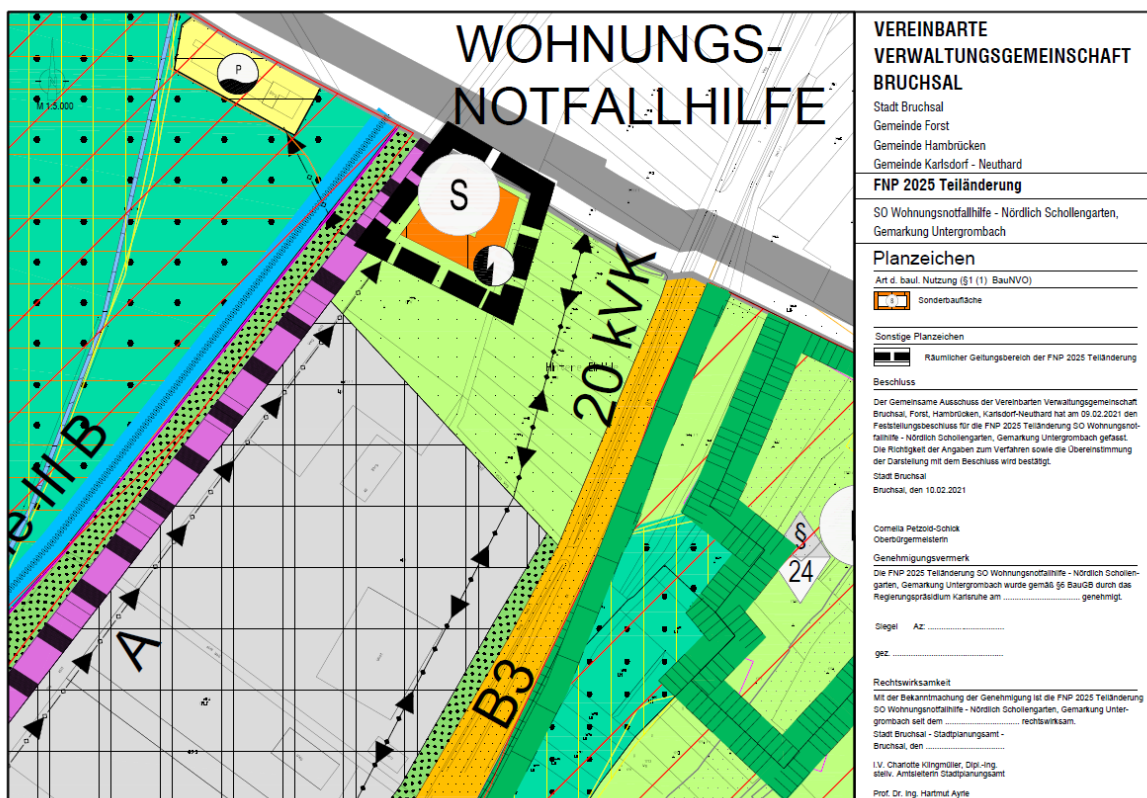 WOHNUNGS-
NOTFALLHILFE
P
M 1:5.000
S
20 kVK
e III B
A
B3
§
24
VEREINBARTE
VERWALTUNGSGEMEINSCHAFT
BRUCHSAL
Stadt Bruchsal
Gemeinde Forst
Gemeinde Hambrücken
Gemeinde Karlsdorf - Neuthard
FNP 2025 Teiländerung
SO Wohnungsnotfallhilfe - Nördlich Schollengarten,
Gemarkung Untergrombach
Planzeichen
Art d. baul. Nutzung (§1 (1) BauNVO)
S
Sonderbaufläche
Sonstige Planzeichen
Räumlicher Geltungsbereich der FNP 2025 Teiländerung
Beschluss
Der Gemeinsame Ausschuss der Vereinbarten Verwaltungsgemeinschaft
Bruchsal, Forst, Hambrücken, Karlsdorf-Neuthard hat am 09.02.2021 den
Feststellungsbeschluss für die FNP 2025 Teiländerung SO Wohnungsnot-
fallhilfe - Nördlich Schollengarten, Gemarkung Untergrombach gefasst.
Die Richtigkeit der Angaben zum Verfahren sowie die Übereinstimmung
der Darstellung mit dem Beschluss wird bestätigt.
Stadt Bruchsal
Bruchsal, den 10.02.2021
Cornelia Petzold-Schick
Oberbürgermeisterin
Genehmigungsvermerk
Die FNP 2025 Teiländerung SO Wohnungsnotfallhilfe - Nördlich Schollen-
garten, Gemarkung Untergrombach wurde gemäß §6 BauGB durch das
Regierungspräsidium Karlsruhe am ................................ genehmigt.
Siegel Az: ................................
gez. ................................
Rechtswirksamkeit
Mit der Bekanntmachung der Genehmigung ist die FNP 2025 Teiländerung
SO Wohnungsnotfallhilfe - Nördlich Schollengarten, Gemarkung Unter-
grombach seit dem ................................ rechtswirksam.
Stadt Bruchsal - Stadtplanungsamt -
Bruchsal, den ................................
I.V. Charlotte Klingmüller, Dipl.-Ing.
stellv. Amtsleiterin Stadtplanungsamt
Prof. Dr. Ing. Hartmut Ayrle